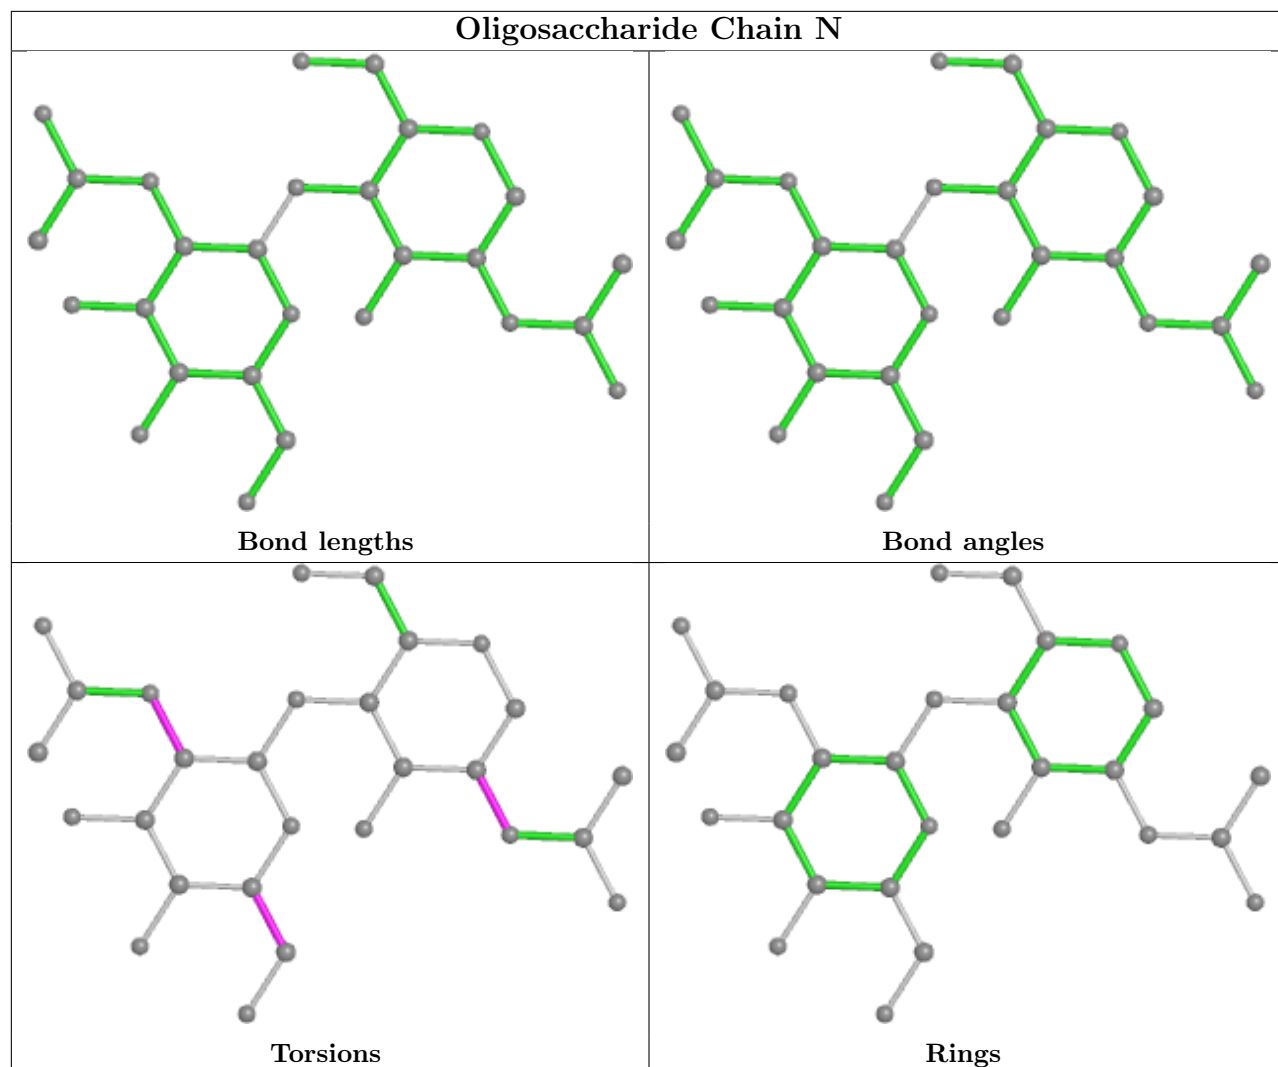 Oligosaccharide Chain N
Bond lengths
Bond angles
Torsions
Rings